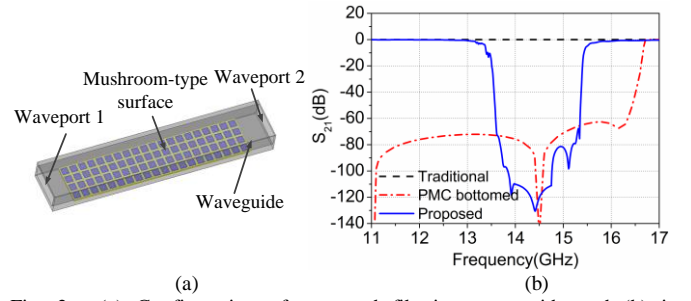 Mushroom-type
surface
Waveport 2
Waveport 1
Waveguide
(a)
20
0
-20
-40
-60
-80
-100
-120
-140
S21(dB)
Traditional
PMC bottomed
Proposed
11 12 13 14 15 16 17
Frequency(GHz)
(b)